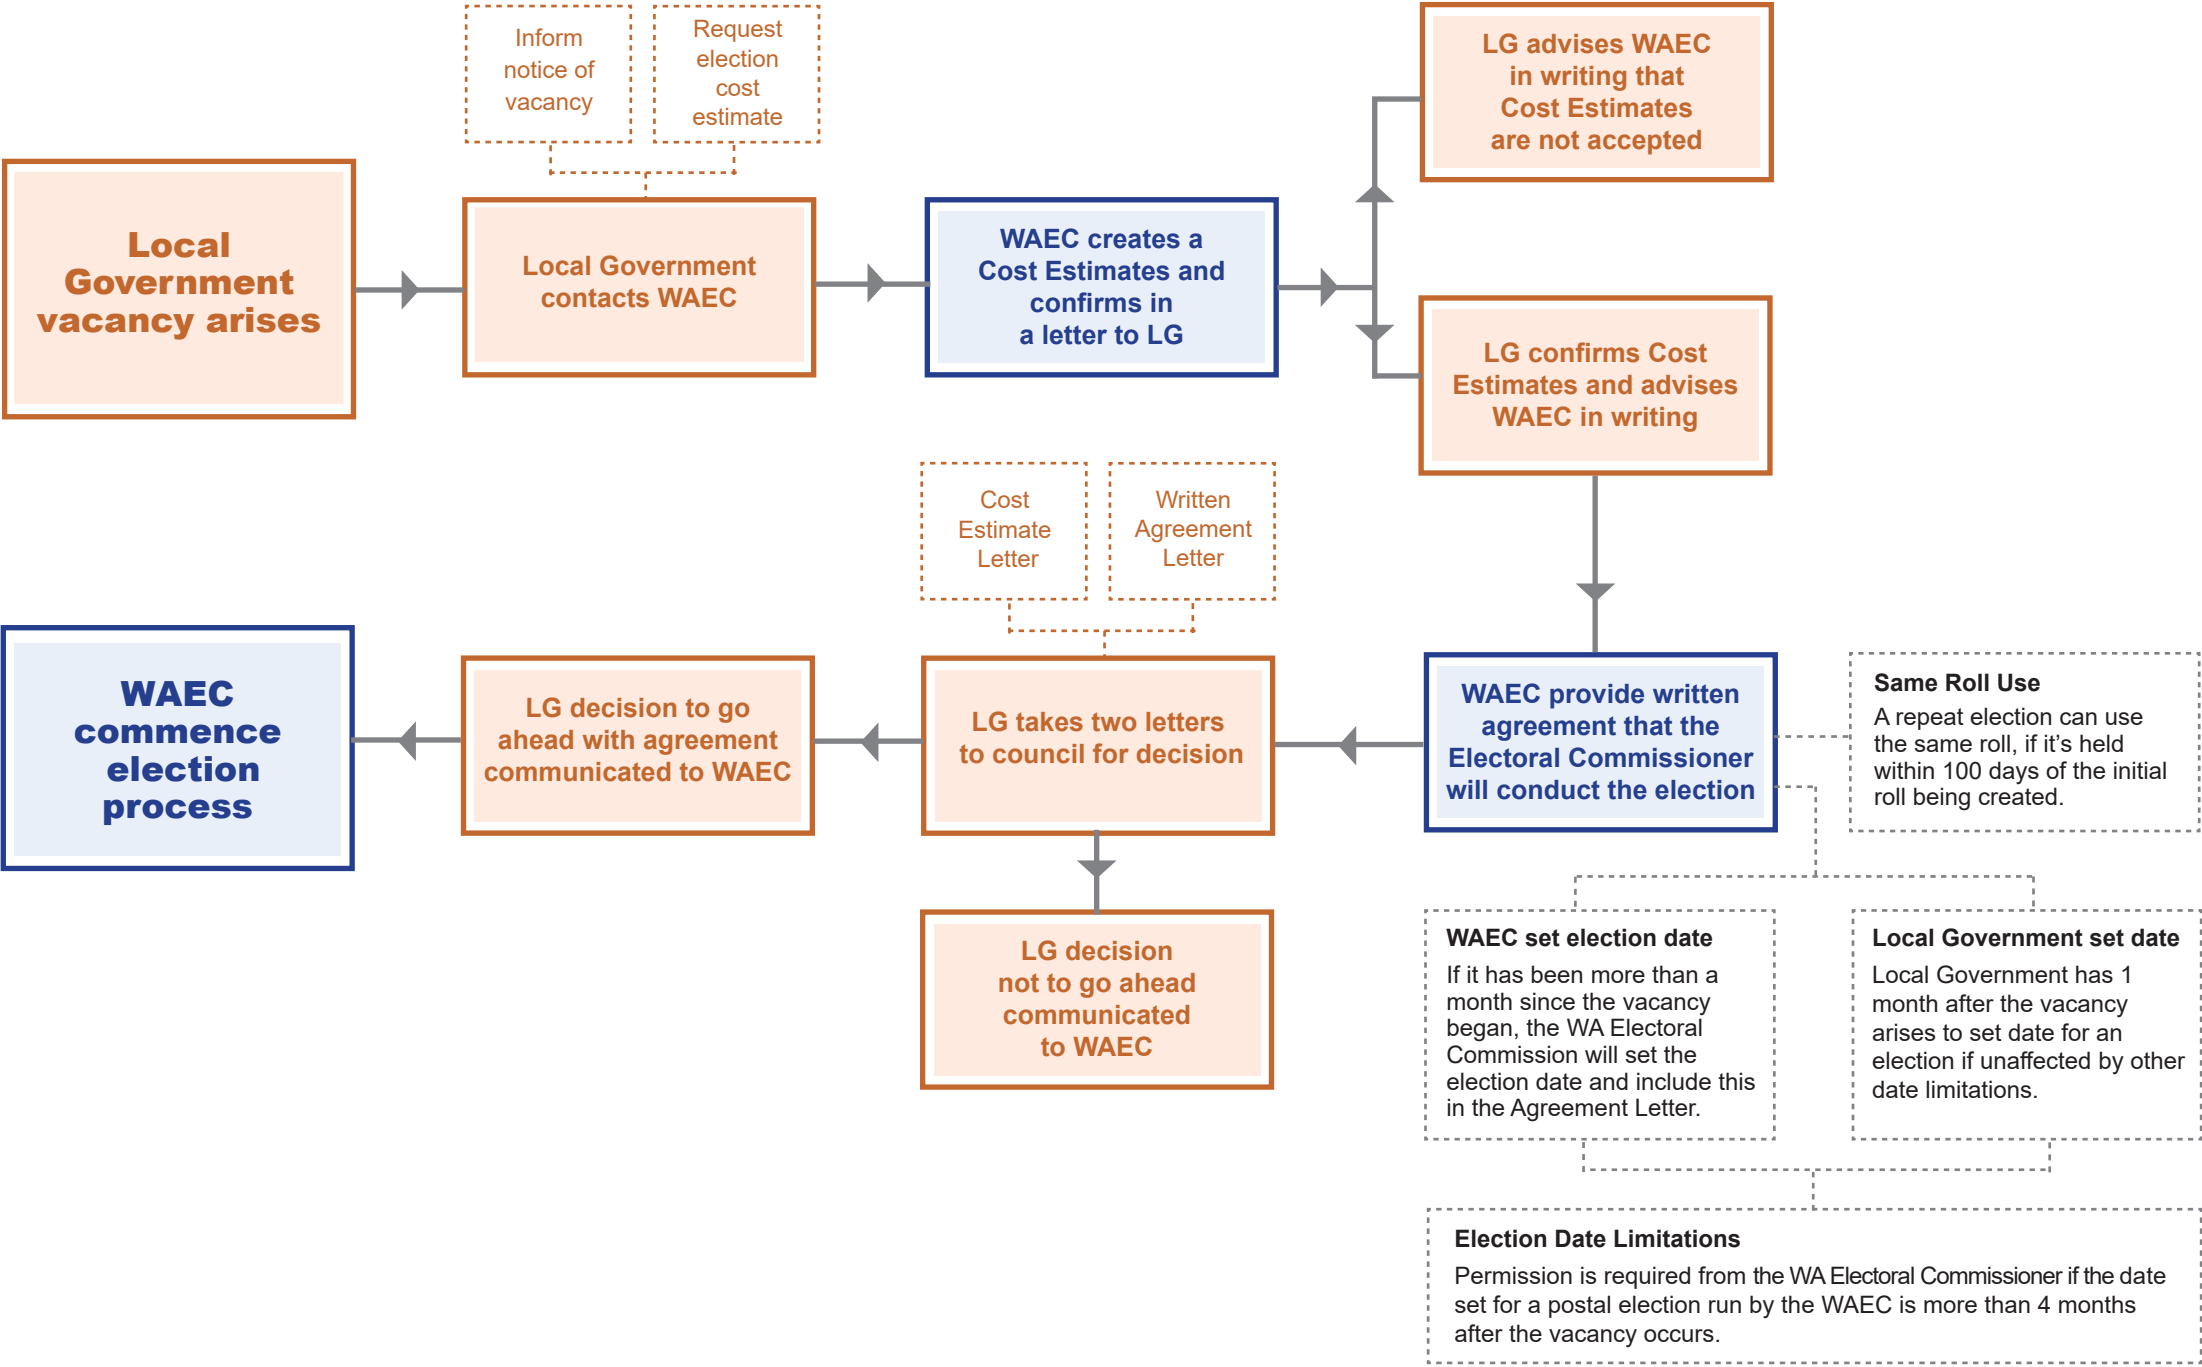 Inform
notice of
vacancy
Request
election
cost
estimate
LG advises WAEC
in writing that
Cost Estimates
are not accepted
Local
Government
vacancy arises
Local Government
contacts WAEC
WAEC creates a
Cost Estimates and
confirms in
a letter to LG
LG confirms Cost
Estimates and advises
WAEC in writing
Cost
Estimate
Letter
Written
Agreement
Letter
WAEC
commence
election
process
LG decision to go
ahead with agreement
communicated to WAEC
LG takes two letters
to council for decision
WAEC provide written
agreement that the
Electoral Commissioner
will conduct the election
Same Roll Use
A repeat election can use
the same roll, if it’s held
within 100 days of the initial
roll being created.
LG decision
not to go ahead
communicated
to WAEC
WAEC set election date
If it has been more than a
month since the vacancy
began, the WA Electoral
Commission will set the
election date and include this
in the Agreement Letter.
Local Government set date
Local Government has 1
month after the vacancy
arises to set date for an
election if unaffected by other
date limitations.
Election Date Limitations
Permission is required from the WA Electoral Commissioner if the date
set for a postal election run by the WAEC is more than 4 months
after the vacancy occurs.